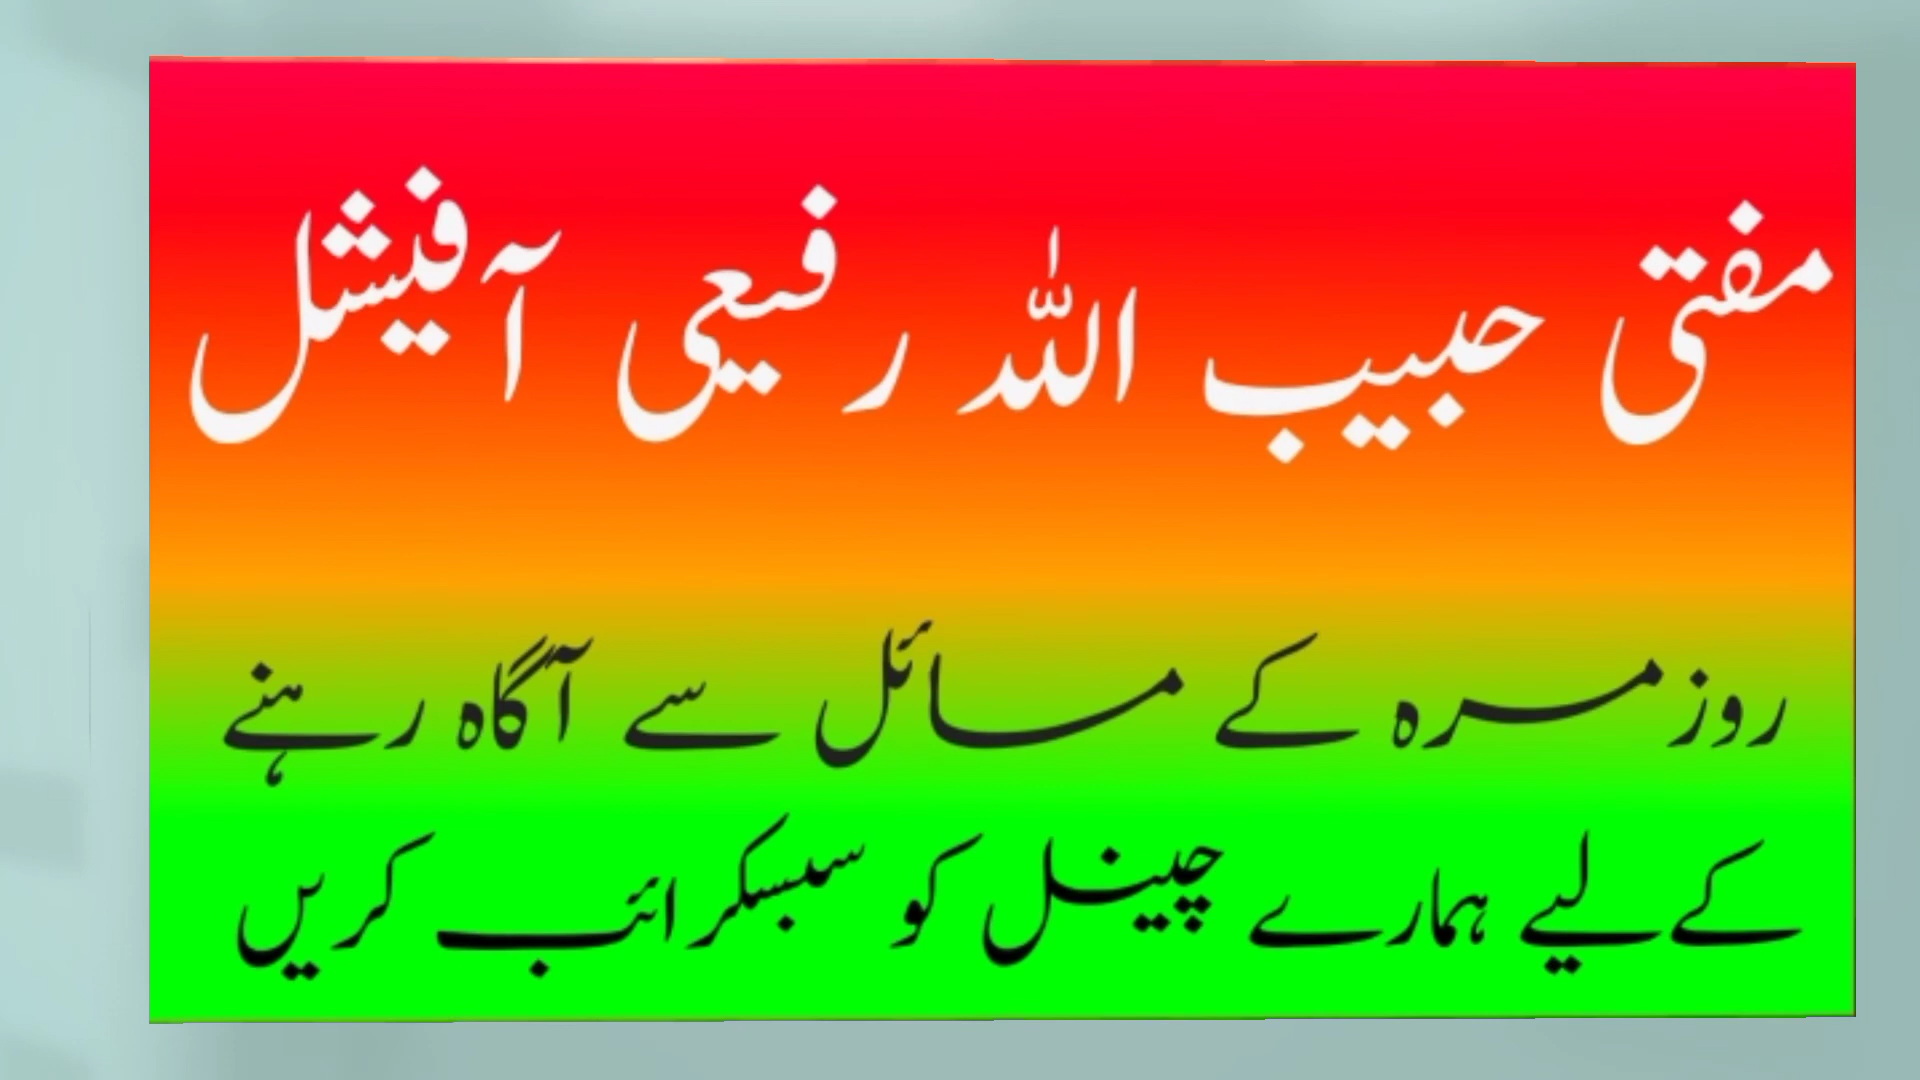 مفتی حبیب اللہ رفیعی آفیشل
روزمرہ کے مسائل سے آگاہ رہنے
کے لیے ہمارے چینل کو سبسکرائب کریں